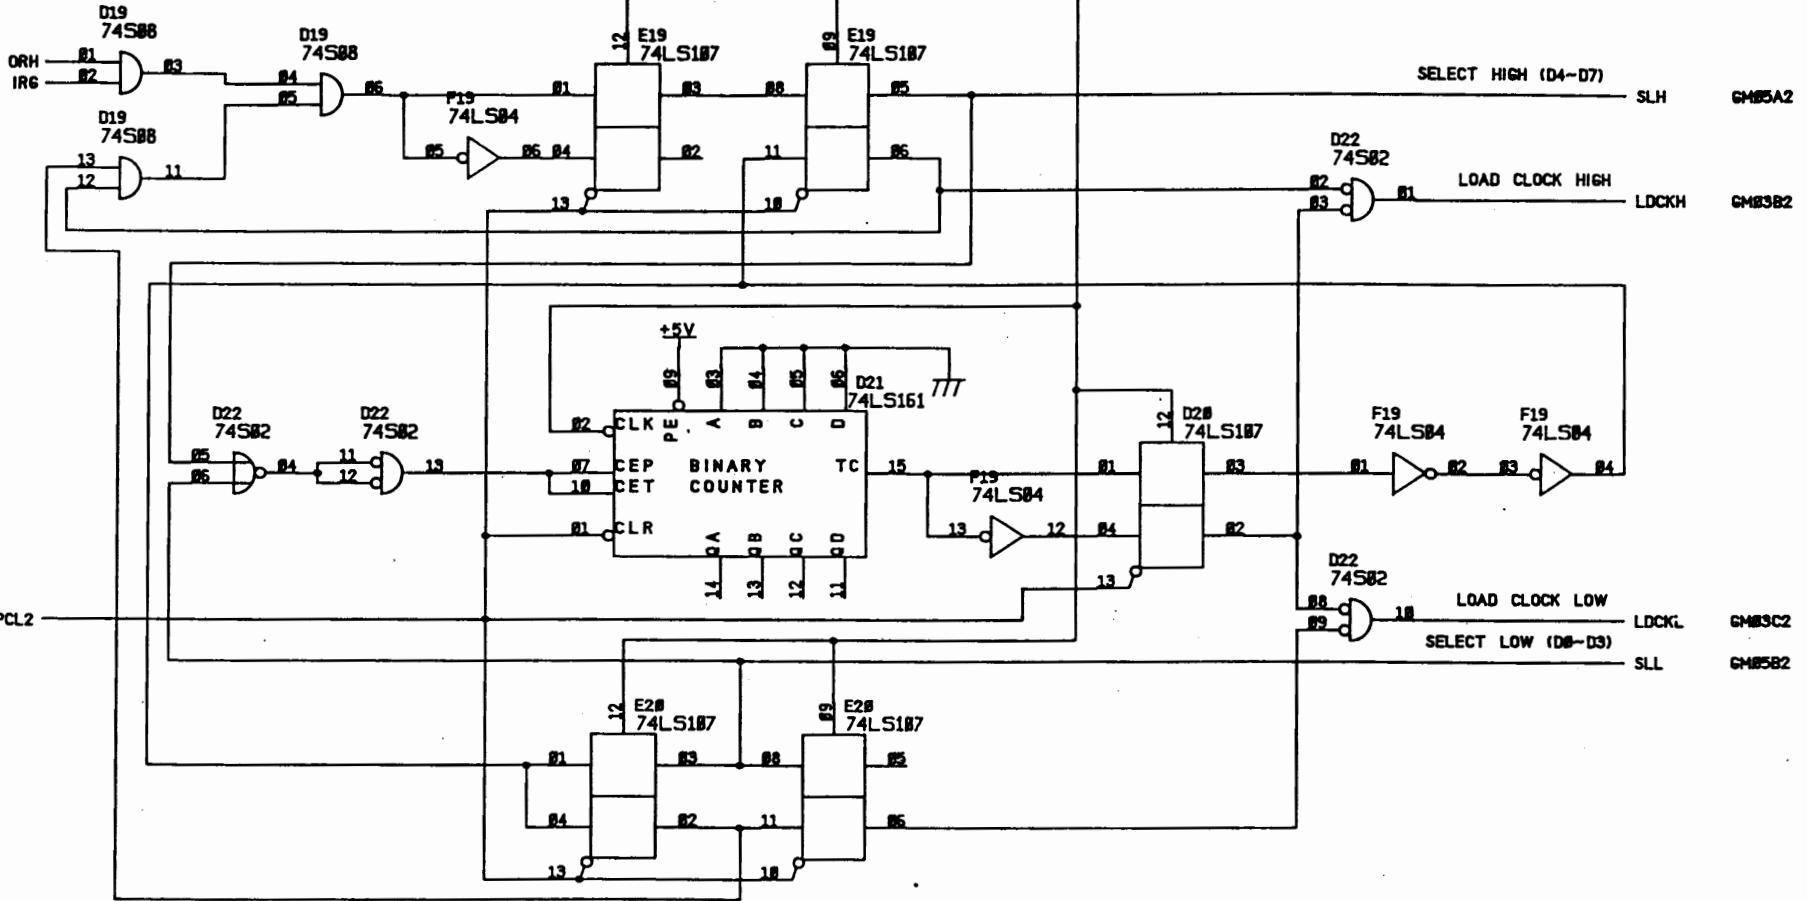 D19
74S08
ORH 01
IRG 02
03
D19
74S08
04
05
06
D19
74S08
13
12
11
F19
74LS04
05 06
12
E19
74LS107
01 03
04 02
13
09
E19
74LS107
08 05
11 06
10
SELECT HIGH (D4~D7)
SLH GM05A2
D22
74S02
02
03
01
LOAD CLOCK HIGH
LDCKH GM03B2
+5V
09 03 04 05 06
D21
74LS161
02 CLK PE A B C D
07 CEP BINARY TC 15
10 CET COUNTER
01 CLR QA QB QC QD
14 13 12 11
D22
74S02
05
06
04
D22
74S02
11
12
13
F19
74LS04
13 12
12
D20
74LS107
01 03
04 02
13
F19
74LS04
01 02
F19
74LS04
03 04
D22
74S02
08
09
10
LOAD CLOCK LOW
LDCKL GM03C2
SELECT LOW (D0~D3)
SLL GM05B2
PCL2
12
E20
74LS107
01 03
04 02
13
09
E20
74LS107
08 05
11 06
10